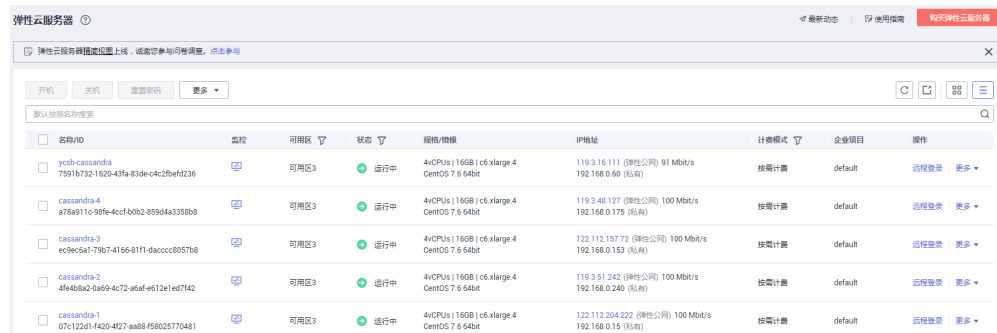 弹性云服务器
最新动态 使用指南 购买弹性云服务器
弹性云服务器精简视图上线，诚邀您参与问卷调查。点击参与
开机 关机 重置密码 更多
默认按照名称搜索
名称/ID 监控 可用区 状态 规格/镜像 IP地址 计费模式 企业项目 操作
ycsb-cassandra
7591b732-1620-43fa-83de-c4c2fbefd236
可用区3 运行中
4vCPUs | 16GB | c6.xlarge.4
CentOS 7.6 64bit
119.3.16.111 (弹性公网) 91 Mbit/s
192.168.0.60 (私有)
按需计费 default 远程登录 更多
cassandra-4
a78a911c-98fe-4ccf-b0b2-859d4a3358b8
可用区3 运行中
4vCPUs | 16GB | c6.xlarge.4
CentOS 7.6 64bit
119.3.48.127 (弹性公网) 100 Mbit/s
192.168.0.175 (私有)
按需计费 default 远程登录 更多
cassandra-3
ec9ec6a1-79b7-4166-81f1-dacccc8057b8
可用区3 运行中
4vCPUs | 16GB | c6.xlarge.4
CentOS 7.6 64bit
122.112.157.72 (弹性公网) 100 Mbit/s
192.168.0.153 (私有)
按需计费 default 远程登录 更多
cassandra-2
4fe4b8a2-0a69-4c72-a6af-e612e1ed7f42
可用区3 运行中
4vCPUs | 16GB | c6.xlarge.4
CentOS 7.6 64bit
119.3.51.242 (弹性公网) 100 Mbit/s
192.168.0.240 (私有)
按需计费 default 远程登录 更多
cassandra-1
07c122d1-f420-4f27-aa88-f58025770481
可用区3 运行中
4vCPUs | 16GB | c6.xlarge.4
CentOS 7.6 64bit
122.112.204.222 (弹性公网) 100 Mbit/s
192.168.0.15 (私有)
按需计费 default 远程登录 更多